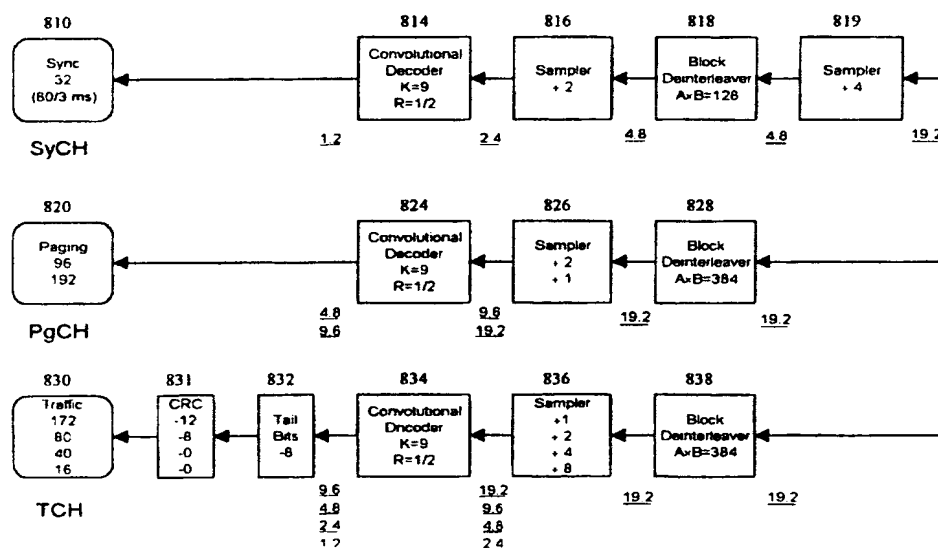 810
814
816
818
819
Sync
32
(80/3 ms)
Convolutional
Decoder
K=9
R=1/2
Sampler
÷ 2
Block
Deinterleaver
A×B=128
Sampler
÷ 4
SyCH
1.2
2.4
4.8
4.8
19.2
820
824
826
828
Paging
96
192
Convolutional
Decoder
K=9
R=1/2
Sampler
÷ 2
÷ 1
Block
Deinterleaver
A×B=384
PgCH
4.8
9.6
9.6
19.2
19.2
19.2
830
831
832
834
836
838
Traffic
172
80
40
16
CRC
-12
-8
-0
-0
Tail
Bits
-8
Convolutional
Dncoder
K=9
R=1/2
Sampler
÷1
÷ 2
÷ 4
÷ 8
Block
Deinterleaver
A×B=384
TCH
9.6
4.8
2.4
1.2
19.2
9.6
4.8
2.4
19.2
19.2